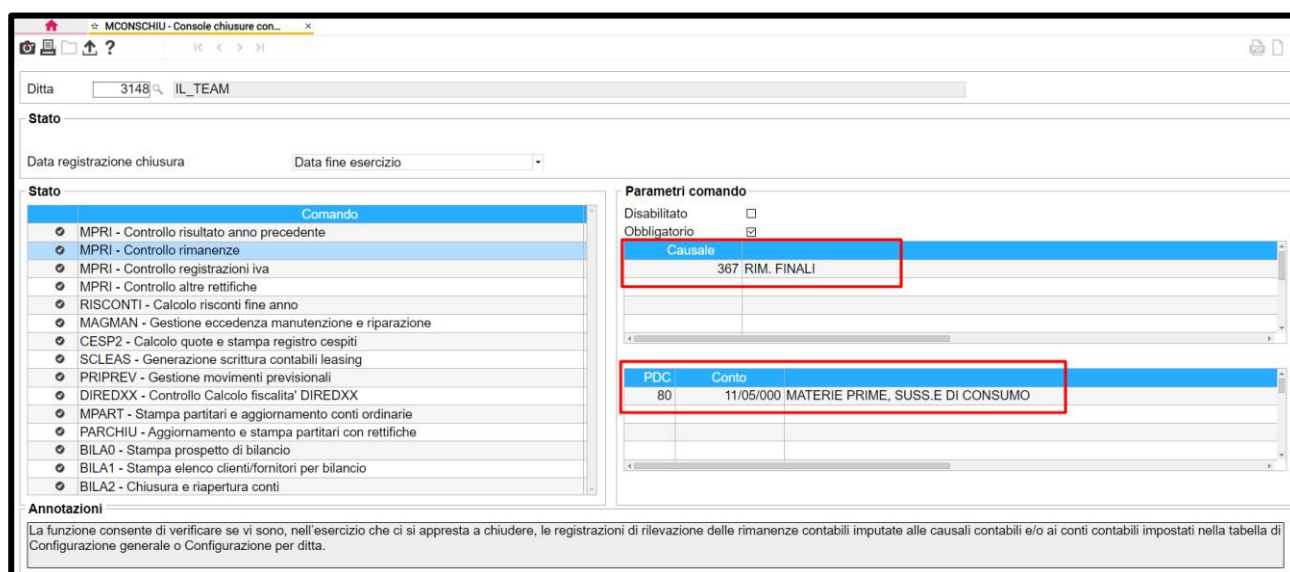 MCONSCHIU - Console chiusure con...
Ditta 3148 IL_TEAM
Stato
Data registrazione chiusura Data fine esercizio
Stato
Comando
MPRI - Controllo risultato anno precedente
MPRI - Controllo rimanenze
MPRI - Controllo registrazioni iva
MPRI - Controllo altre rettifiche
RISCONTI - Calcolo risconti fine anno
MAGMAN - Gestione eccedenza manutenzione e riparazione
CESP2 - Calcolo quote e stampa registro cespiti
SCLEAS - Generazione scrittura contabili leasing
PRIPREV - Gestione movimenti previsionali
DIREDXX - Controllo Calcolo fiscalita' DIREDXX
MPART - Stampa partitari e aggiornamento conti ordinarie
PARCHIU - Aggiornamento e stampa partitari con rettifiche
BILA0 - Stampa prospetto di bilancio
BILA1 - Stampa elenco clienti/fornitori per bilancio
BILA2 - Chiusura e riapertura conti
Parametri comando
Disabilitato
Obbligatorio
Causale
367 RIM. FINALI
PDC Conto
80 11/05/000 MATERIE PRIME, SUSS.E DI CONSUMO
Annotazioni
La funzione consente di verificare se vi sono, nell'esercizio che ci si appresta a chiudere, le registrazioni di rilevazione delle rimanenze contabili imputate alle causali contabili e/o ai conti contabili impostati nella tabella di
Configurazione generale o Configurazione per ditta.